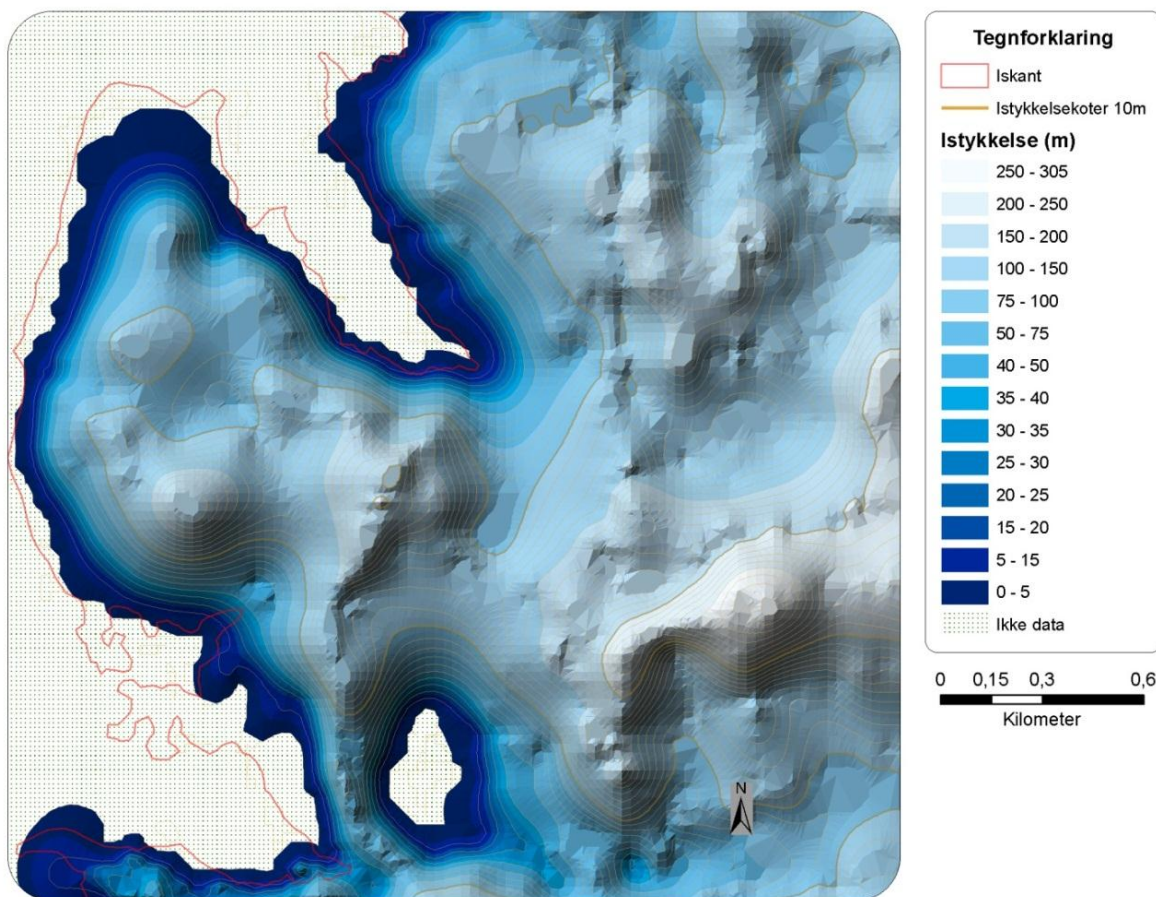 Tegnforklaring
Iskant
Istykkelsekoter 10m
Istykkelse (m)
250 - 305
200 - 250
150 - 200
100 - 150
75 - 100
50 - 75
40 - 50
35 - 40
30 - 35
25 - 30
20 - 25
15 - 20
5 - 15
0 - 5
Ikke data
0 0,15 0,3 0,6
Kilometer
N